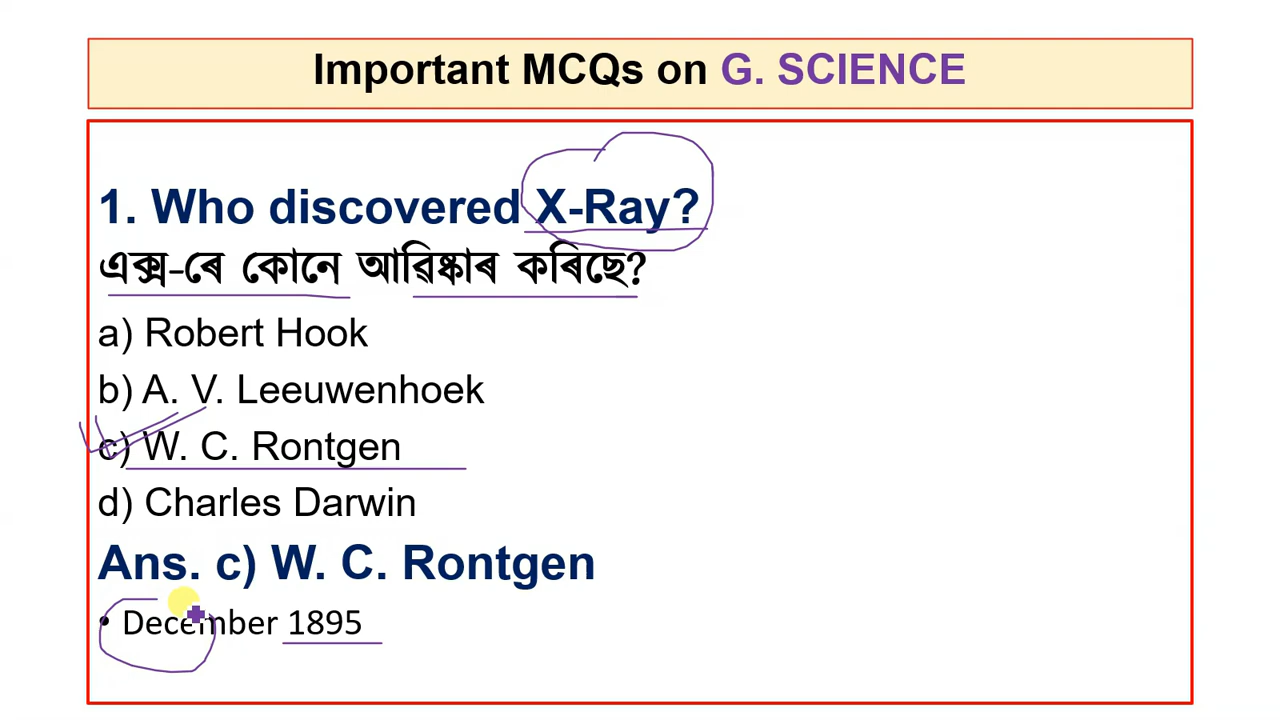 Important MCQs on G. SCIENCE
1. Who discovered X-Ray?
এক্স-ৰে কোনে আৱিষ্কাৰ কৰিছে?
a) Robert Hook
b) A. V. Leeuwenhoek
c) W. C. Rontgen
d) Charles Darwin
Ans. c) W. C. Rontgen
• December 1895